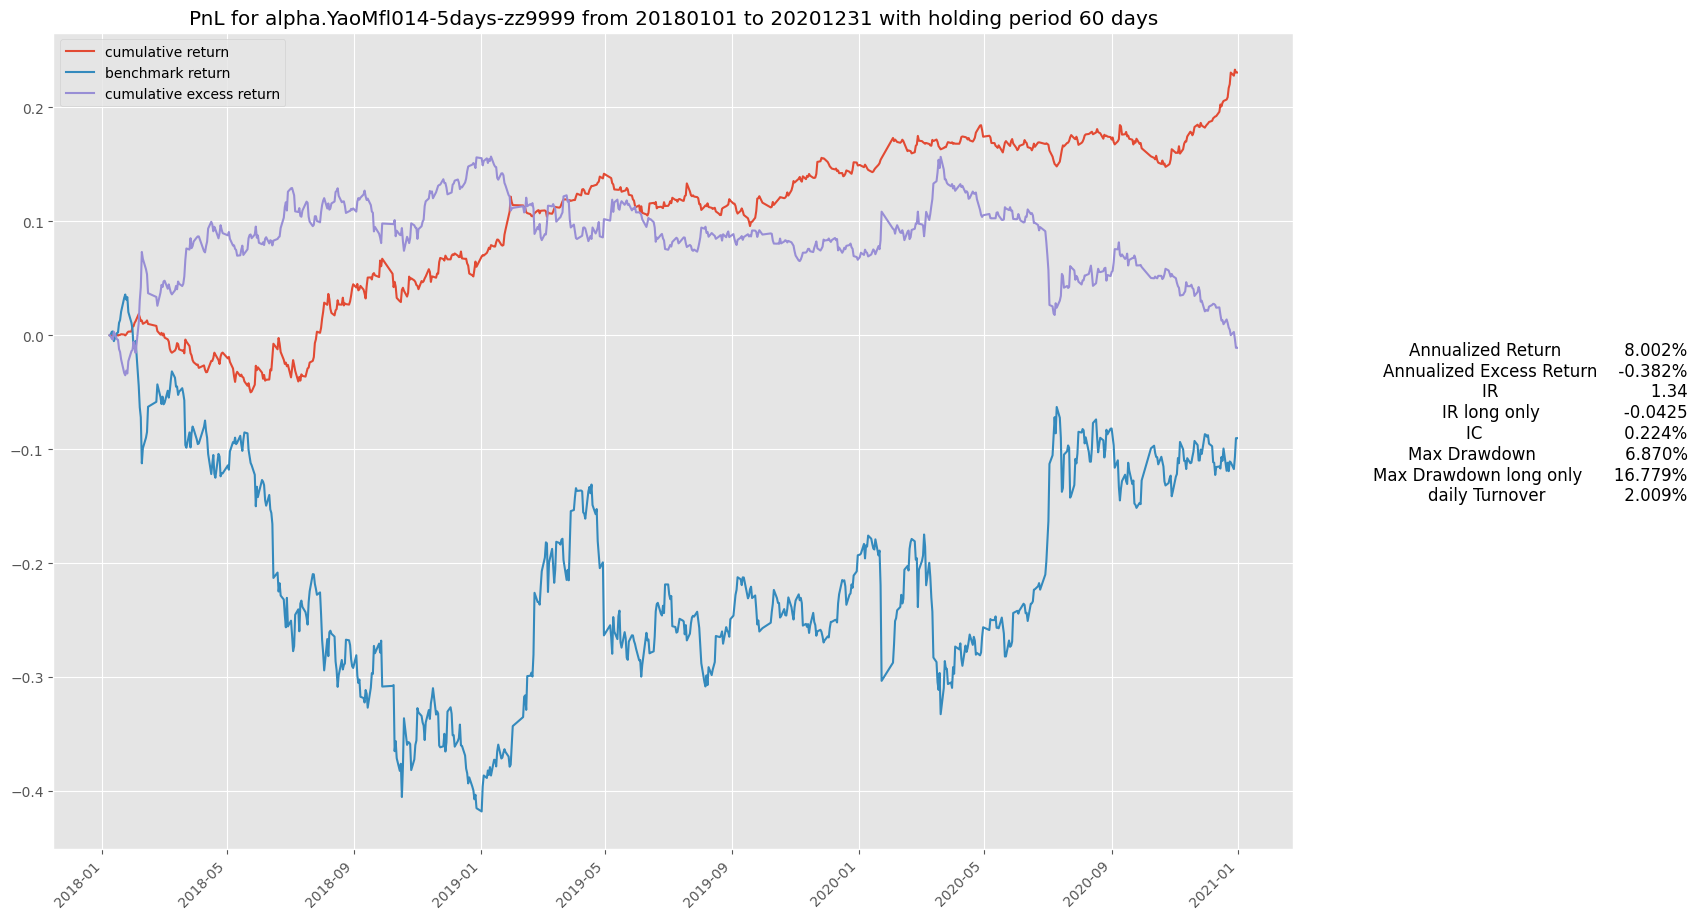 PnL for alpha.YaoMfl014-5days-zz9999 from 20180101 to 20201231 with holding period 60 days
cumulative return
benchmark return
cumulative excess return
0.2
0.1
0.0
−0.1
−0.2
−0.3
−0.4
2018-01
2018-05
2018-09
2019-01
2019-05
2019-09
2020-01
2020-05
2020-09
2021-01
Annualized Return 8.002%
Annualized Excess Return -0.382%
IR 1.34
IR long only -0.0425
IC 0.224%
Max Drawdown 6.870%
Max Drawdown long only 16.779%
daily Turnover 2.009%